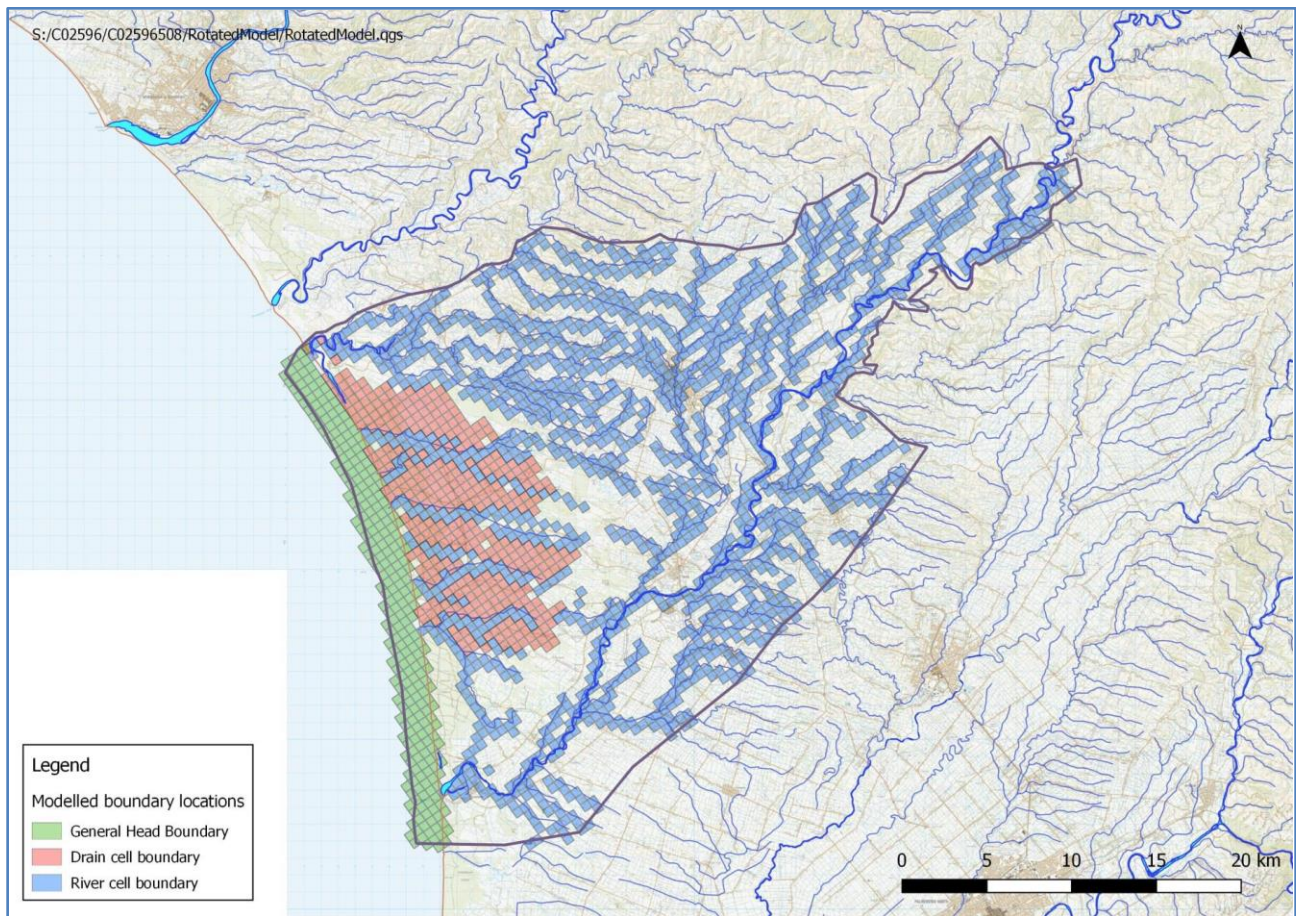 S:/C02596/C02596508/RotatedModel/RotatedModel.qgs
N
Legend
Modelled boundary locations
General Head Boundary
Drain cell boundary
River cell boundary
0 5 10 15 20 km